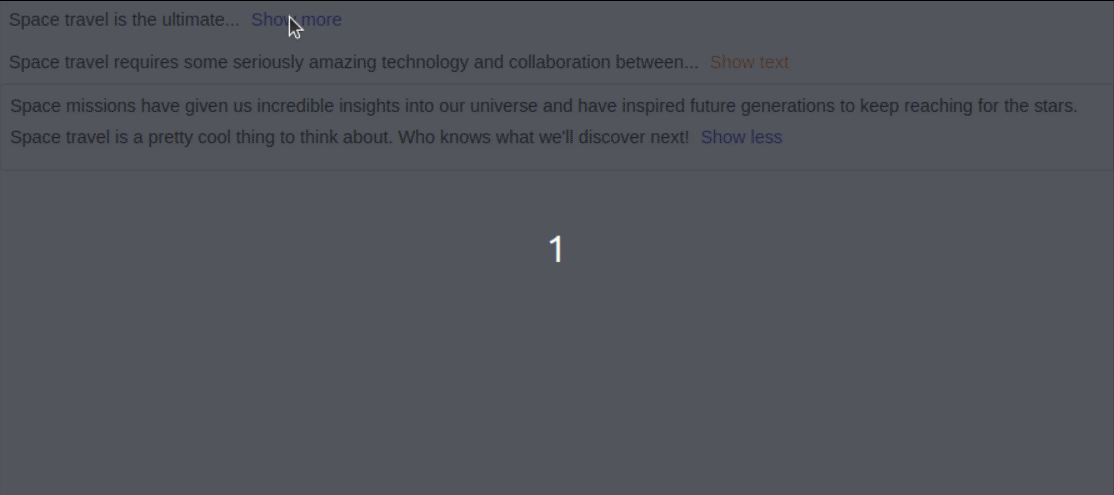 Space travel is the ultimate... Show more
Space travel requires some seriously amazing technology and collaboration between... Show text
Space missions have given us incredible insights into our universe and have inspired future generations to keep reaching for the stars.
Space travel is a pretty cool thing to think about. Who knows what we'll discover next! Show less
1